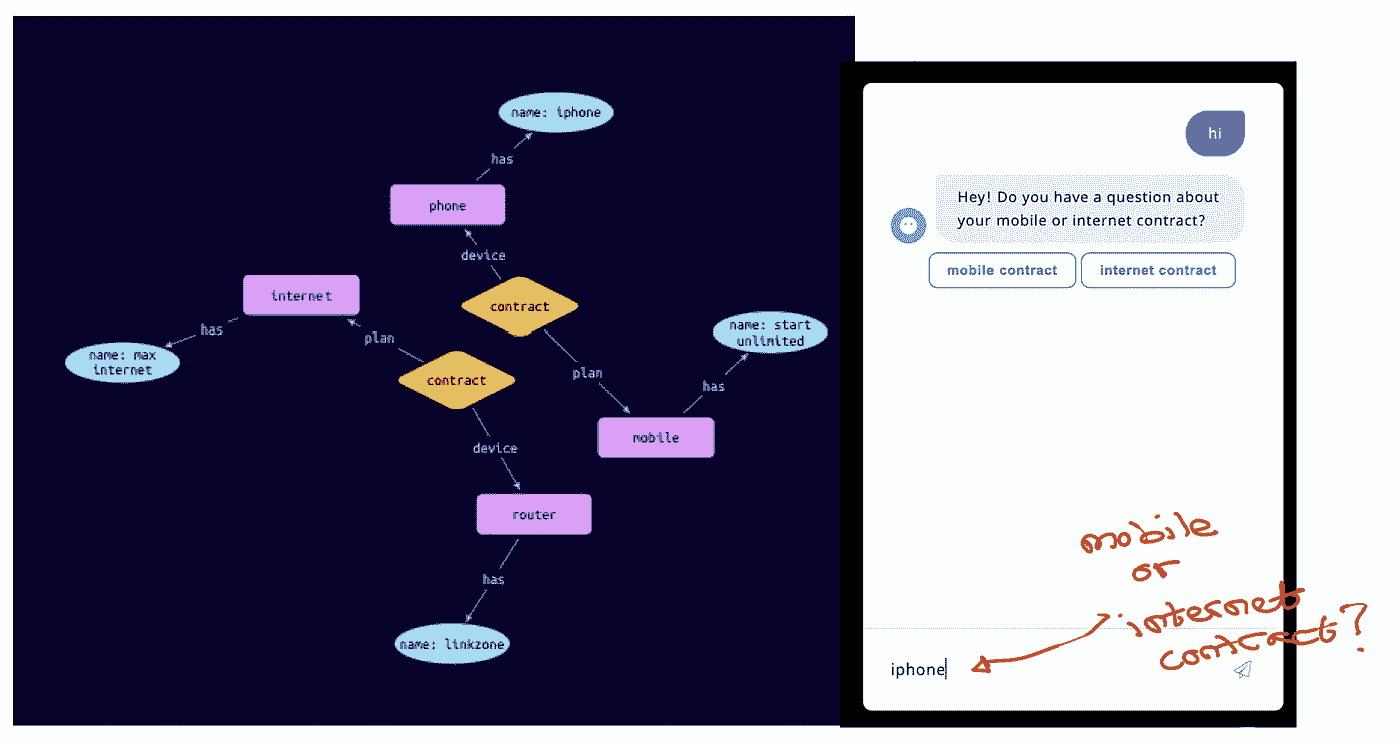 name: iphone
has
phone
device
contract
plan
mobile
has
name: start
unlimited
internet
has
name: max
internet
plan
contract
device
router
has
name: linkzone
hi
Hey! Do you have a question about
your mobile or internet contract?
mobile contract
internet contract
mobile
or
internet
contract?
iphone